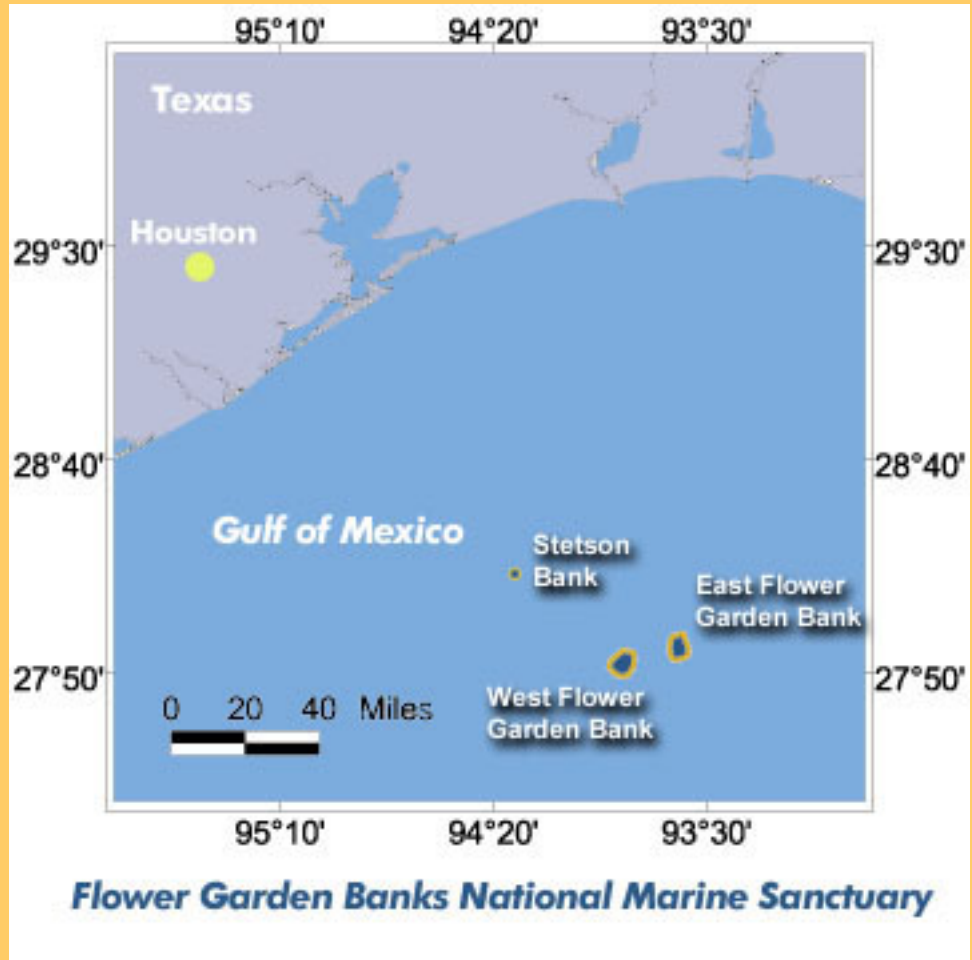 95°10' 94°20' 93°30'
Texas
Houston
29°30' 29°30'
28°40' 28°40'
Gulf of Mexico
Stetson
Bank
East Flower
Garden Bank
27°50' 27°50'
West Flower
Garden Bank
0 20 40 Miles
95°10' 94°20' 93°30'
Flower Garden Banks National Marine Sanctuary